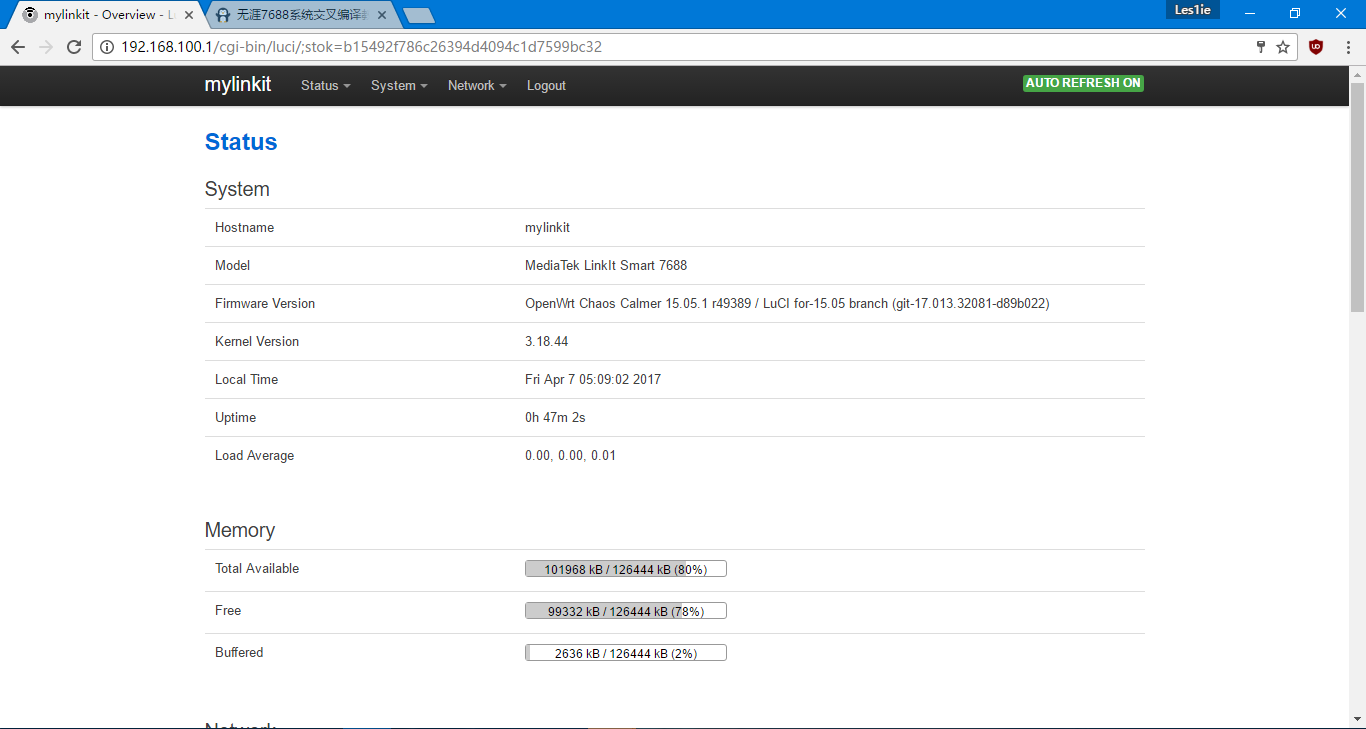 mylinkit - Overview - L
无涯7688系统交叉编译
Les1ie
192.168.100.1/cgi-bin/luci/;stok=b15492f786c26394d4094c1d7599bc32
mylinkit Status System Network Logout AUTO REFRESH ON
Status
System
Hostname mylinkit
Model MediaTek LinkIt Smart 7688
Firmware Version OpenWrt Chaos Calmer 15.05.1 r49389 / LuCI for-15.05 branch (git-17.013.32081-d89b022)
Kernel Version 3.18.44
Local Time Fri Apr 7 05:09:02 2017
Uptime 0h 47m 2s
Load Average 0.00, 0.00, 0.01
Memory
Total Available 101968 kB / 126444 kB (80%)
Free 99332 kB / 126444 kB (78%)
Buffered 2636 kB / 126444 kB (2%)
Network